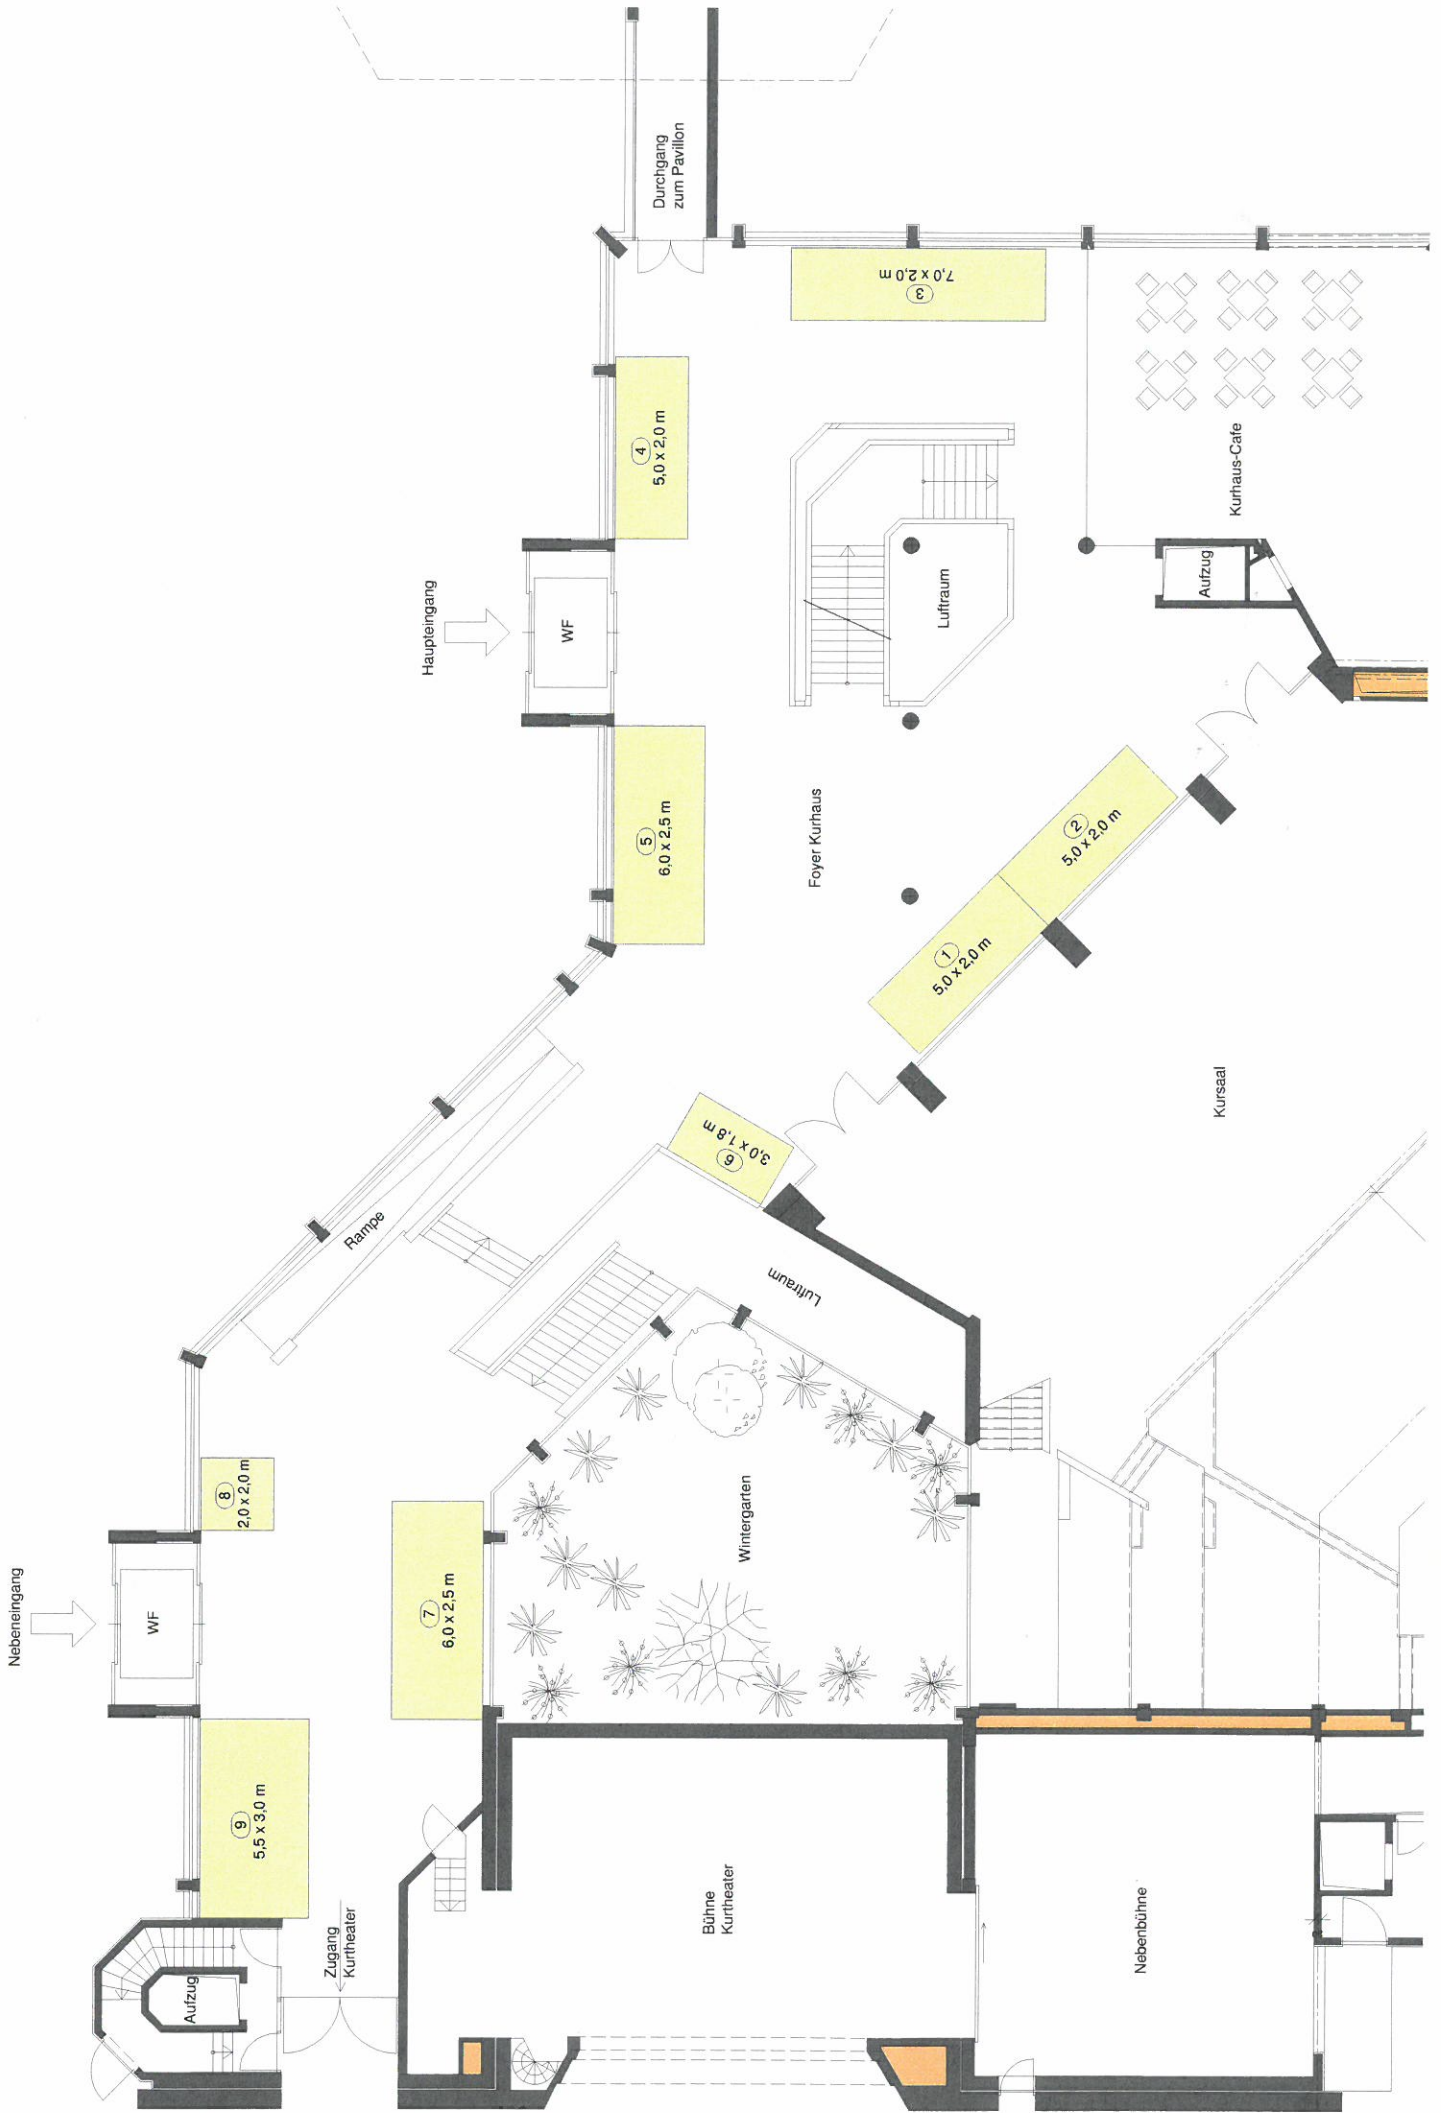 Nebeneingang
WF
Haupteingang
WF
Durchgang
zum Pavillon
9
5,5 x 3,0 m
8
2,0 x 2,0 m
7
6,0 x 2,5 m
Rampe
5
6,0 x 2,5 m
4
5,0 x 2,0 m
3
7,0 x 2,0 m
Aufzug
Zugang
Kurtheater
6
3,0 x 1,8 m
Luftraum
Foyer Kurhaus
Luftraum
1
5,0 x 2,0 m
2
5,0 x 2,0 m
Bühne
Kurtheater
Wintergarten
Nebenbühne
Kursaal
Aufzug
Kurhaus-Cafe